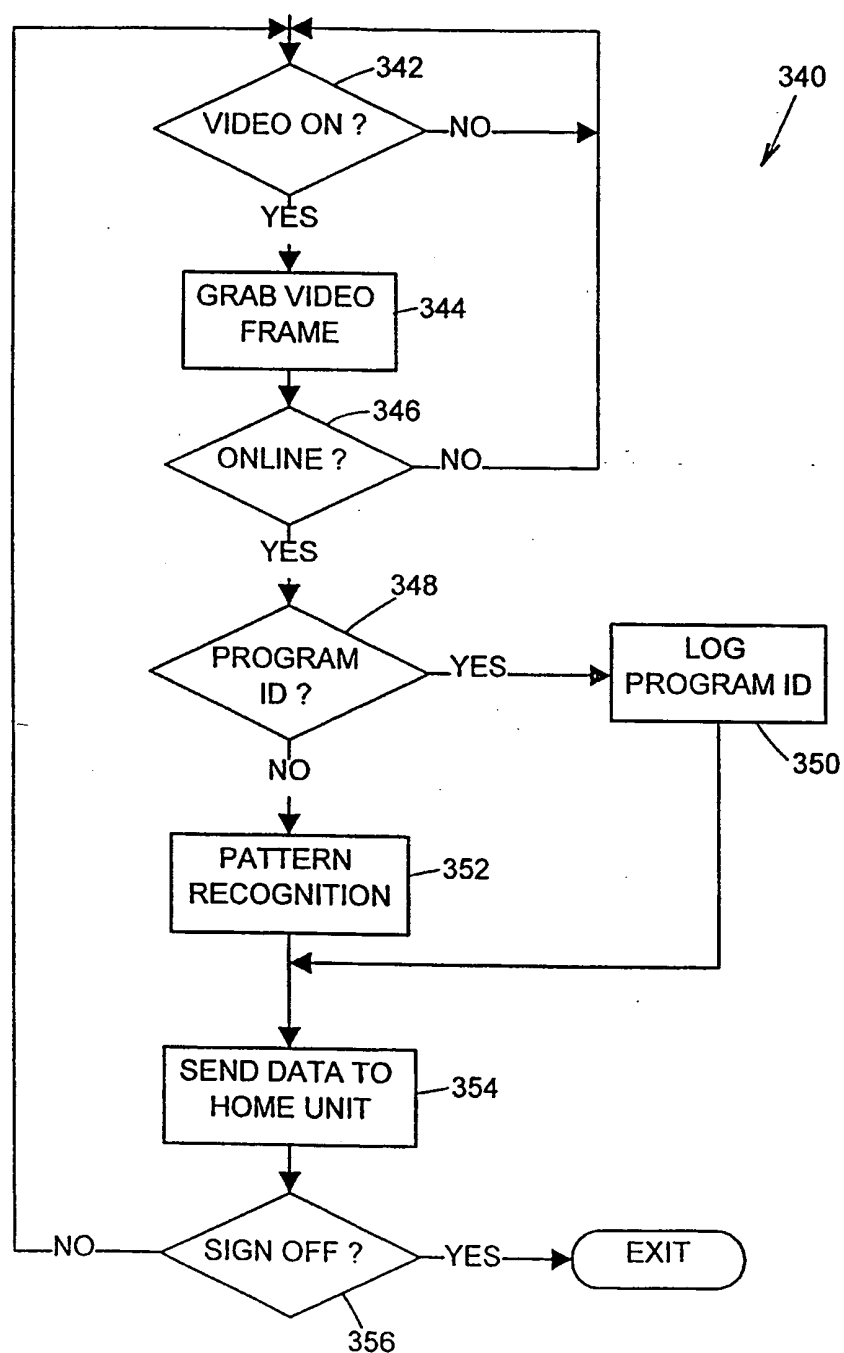 342
340
VIDEO ON ?
NO
YES
GRAB VIDEO
FRAME
344
346
ONLINE ?
NO
YES
348
PROGRAM
ID ?
YES
LOG
PROGRAM ID
350
NO
PATTERN
RECOGNITION
352
SEND DATA TO
HOME UNIT
354
NO
SIGN OFF ?
YES
EXIT
356